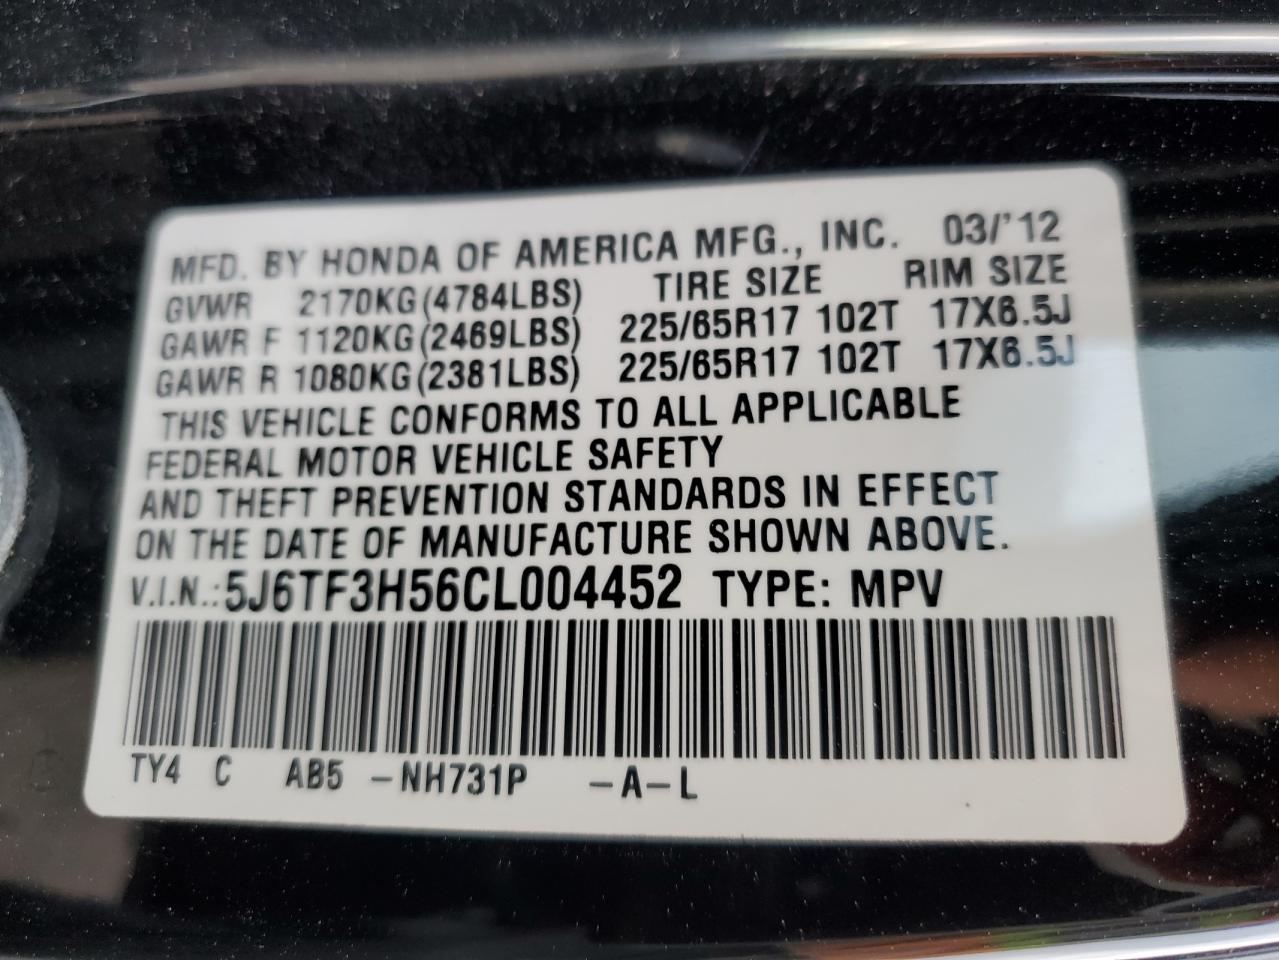 MFD. BY HONDA OF AMERICA MFG., INC. 03/'12
GVWR 2170KG(4784LBS) TIRE SIZE RIM SIZE
GAWR F 1120KG(2469LBS) 225/65R17 102T 17X6.5J
GAWR R 1080KG(2381LBS) 225/65R17 102T 17X6.5J
THIS VEHICLE CONFORMS TO ALL APPLICABLE
FEDERAL MOTOR VEHICLE SAFETY
AND THEFT PREVENTION STANDARDS IN EFFECT
ON THE DATE OF MANUFACTURE SHOWN ABOVE.
V.I.N.:5J6TF3H56CL004452 TYPE: MPV
TY4 C AB5 -NH731P -A-L